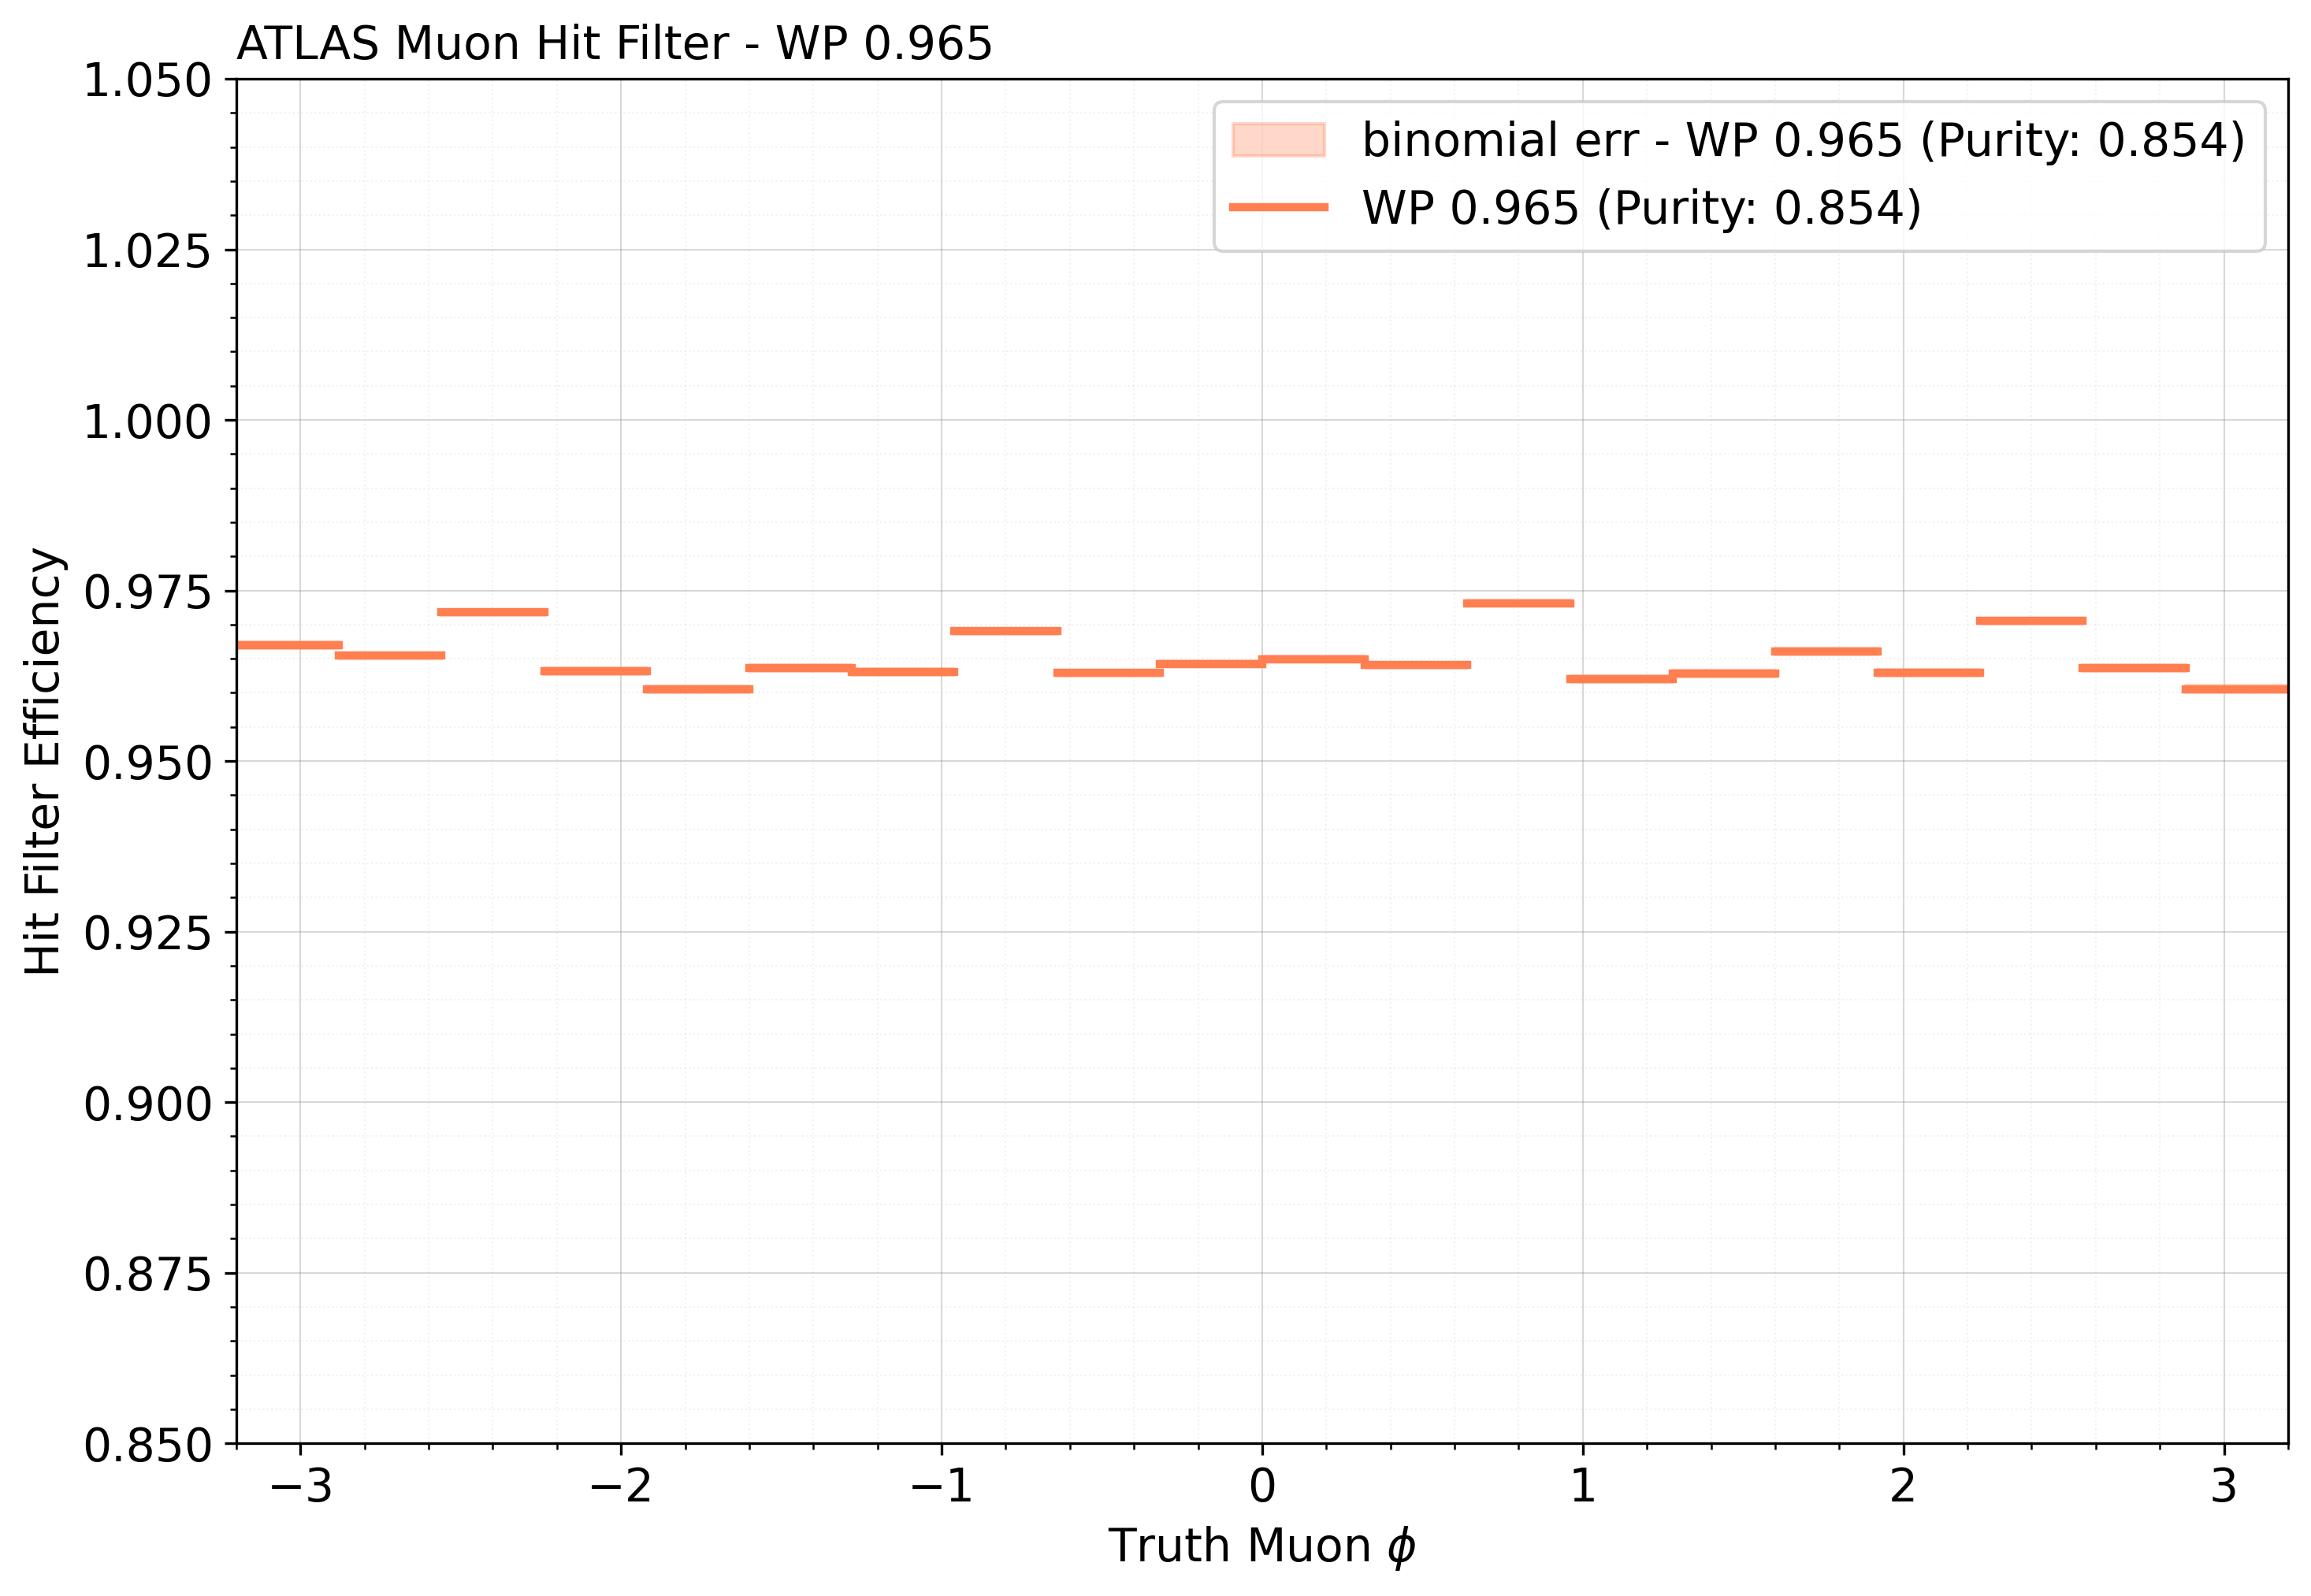 ATLAS Muon Hit Filter - WP 0.965
binomial err - WP 0.965 (Purity: 0.854)
WP 0.965 (Purity: 0.854)
Hit Filter Efficiency
1.050
1.025
1.000
0.975
0.950
0.925
0.900
0.875
0.850
−3 −2 −1 0 1 2 3
Truth Muon ϕ